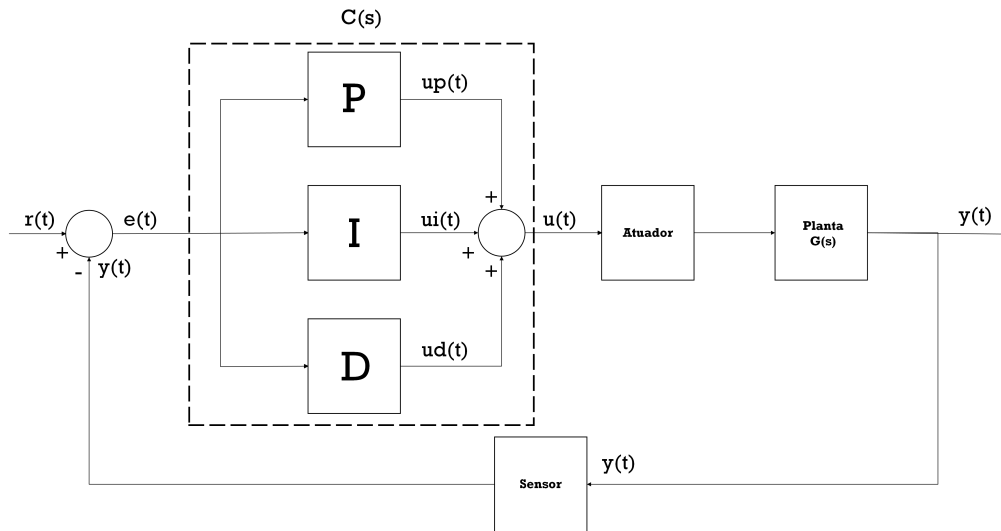 C(s)
P
up(t)
+
r(t)
e(t)
I
ui(t)
u(t)
Atuador
Planta
G(s)
y(t)
+
-
y(t)
+
+
D
ud(t)
Sensor
y(t)